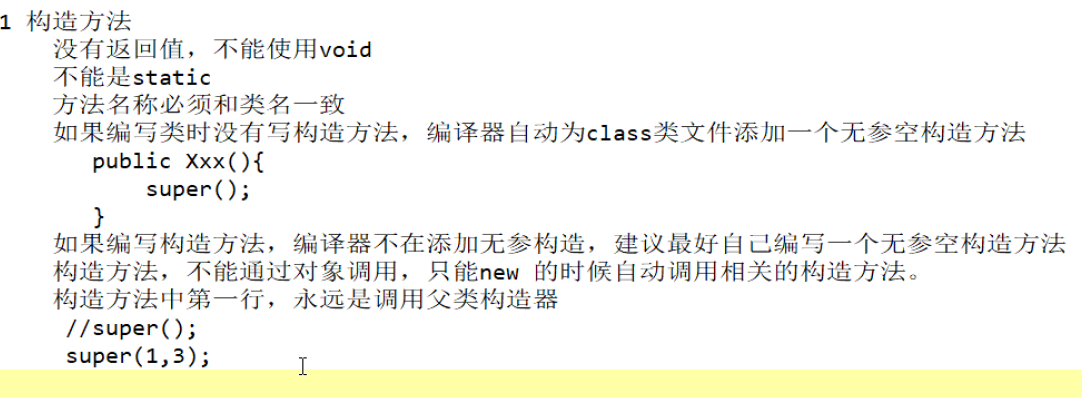 1 构造方法
没有返回值，不能使用void
不能是static
方法名称必须和类名一致
如果编写类时没有写构造方法，编译器自动为class类文件添加一个无参空构造方法
public Xxx(){
super();
}
如果编写构造方法，编译器不在添加无参构造，建议最好自己编写一个无参空构造方法
构造方法，不能通过对象调用，只能new 的时候自动调用相关的构造方法。
构造方法中第一行，永远是调用父类构造器
//super();
super(1,3);